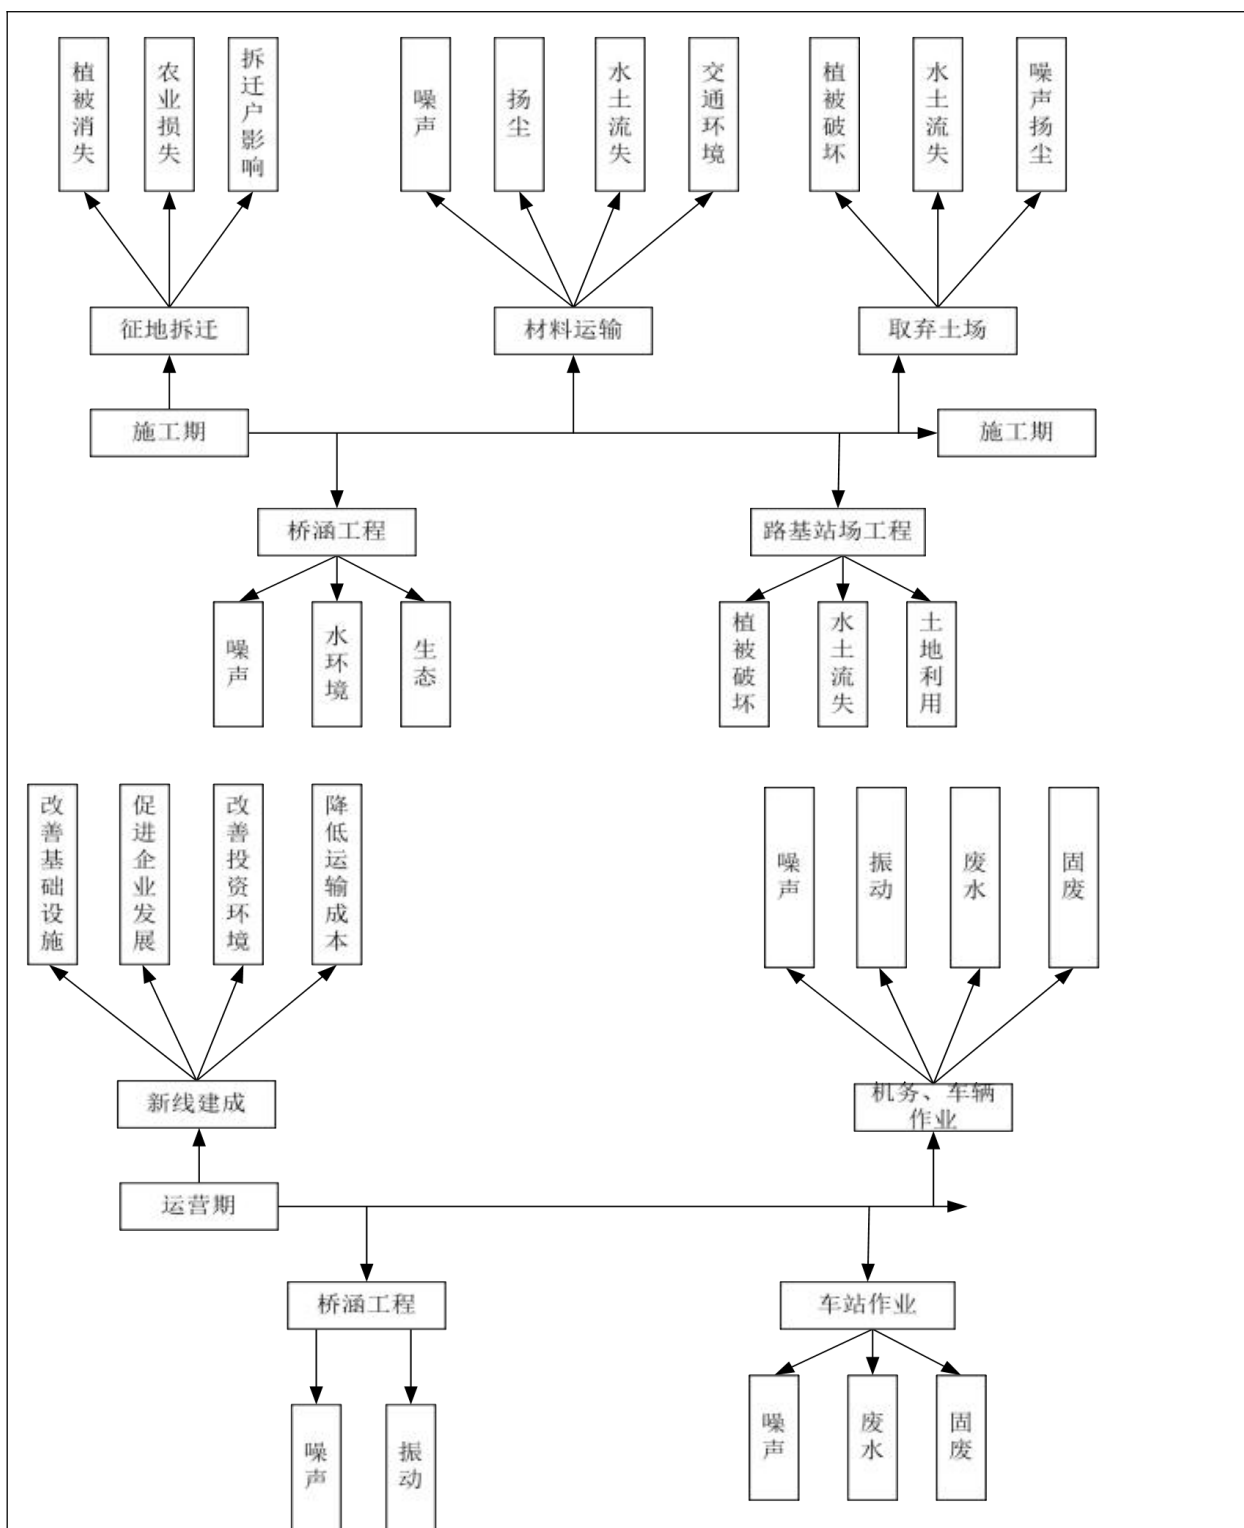 植被消失
农业损失
拆迁户影响
噪声
扬尘
水土流失
交通环境
植被破坏
水土流失
噪声扬尘
征地拆迁
材料运输
取弃土场
施工期
施工期
桥涵工程
路基站场工程
噪声
水环境
生态
植被破坏
水土流失
土地利用
改善基础设施
促进企业发展
改善投资环境
降低运输成本
噪声
振动
废水
固废
新线建成
机务、车辆
作业
运营期
桥涵工程
车站作业
噪声
振动
噪声
废水
固废